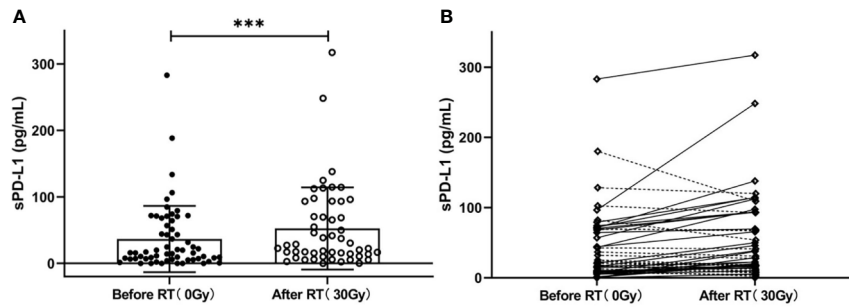 A
***
sPD-L1 (pg/mL)
300
200
100
0
Before RT( 0Gy)
After RT( 30Gy)
B
sPD-L1 (pg/mL)
300
200
100
0
Before RT( 0Gy)
After RT( 30Gy)